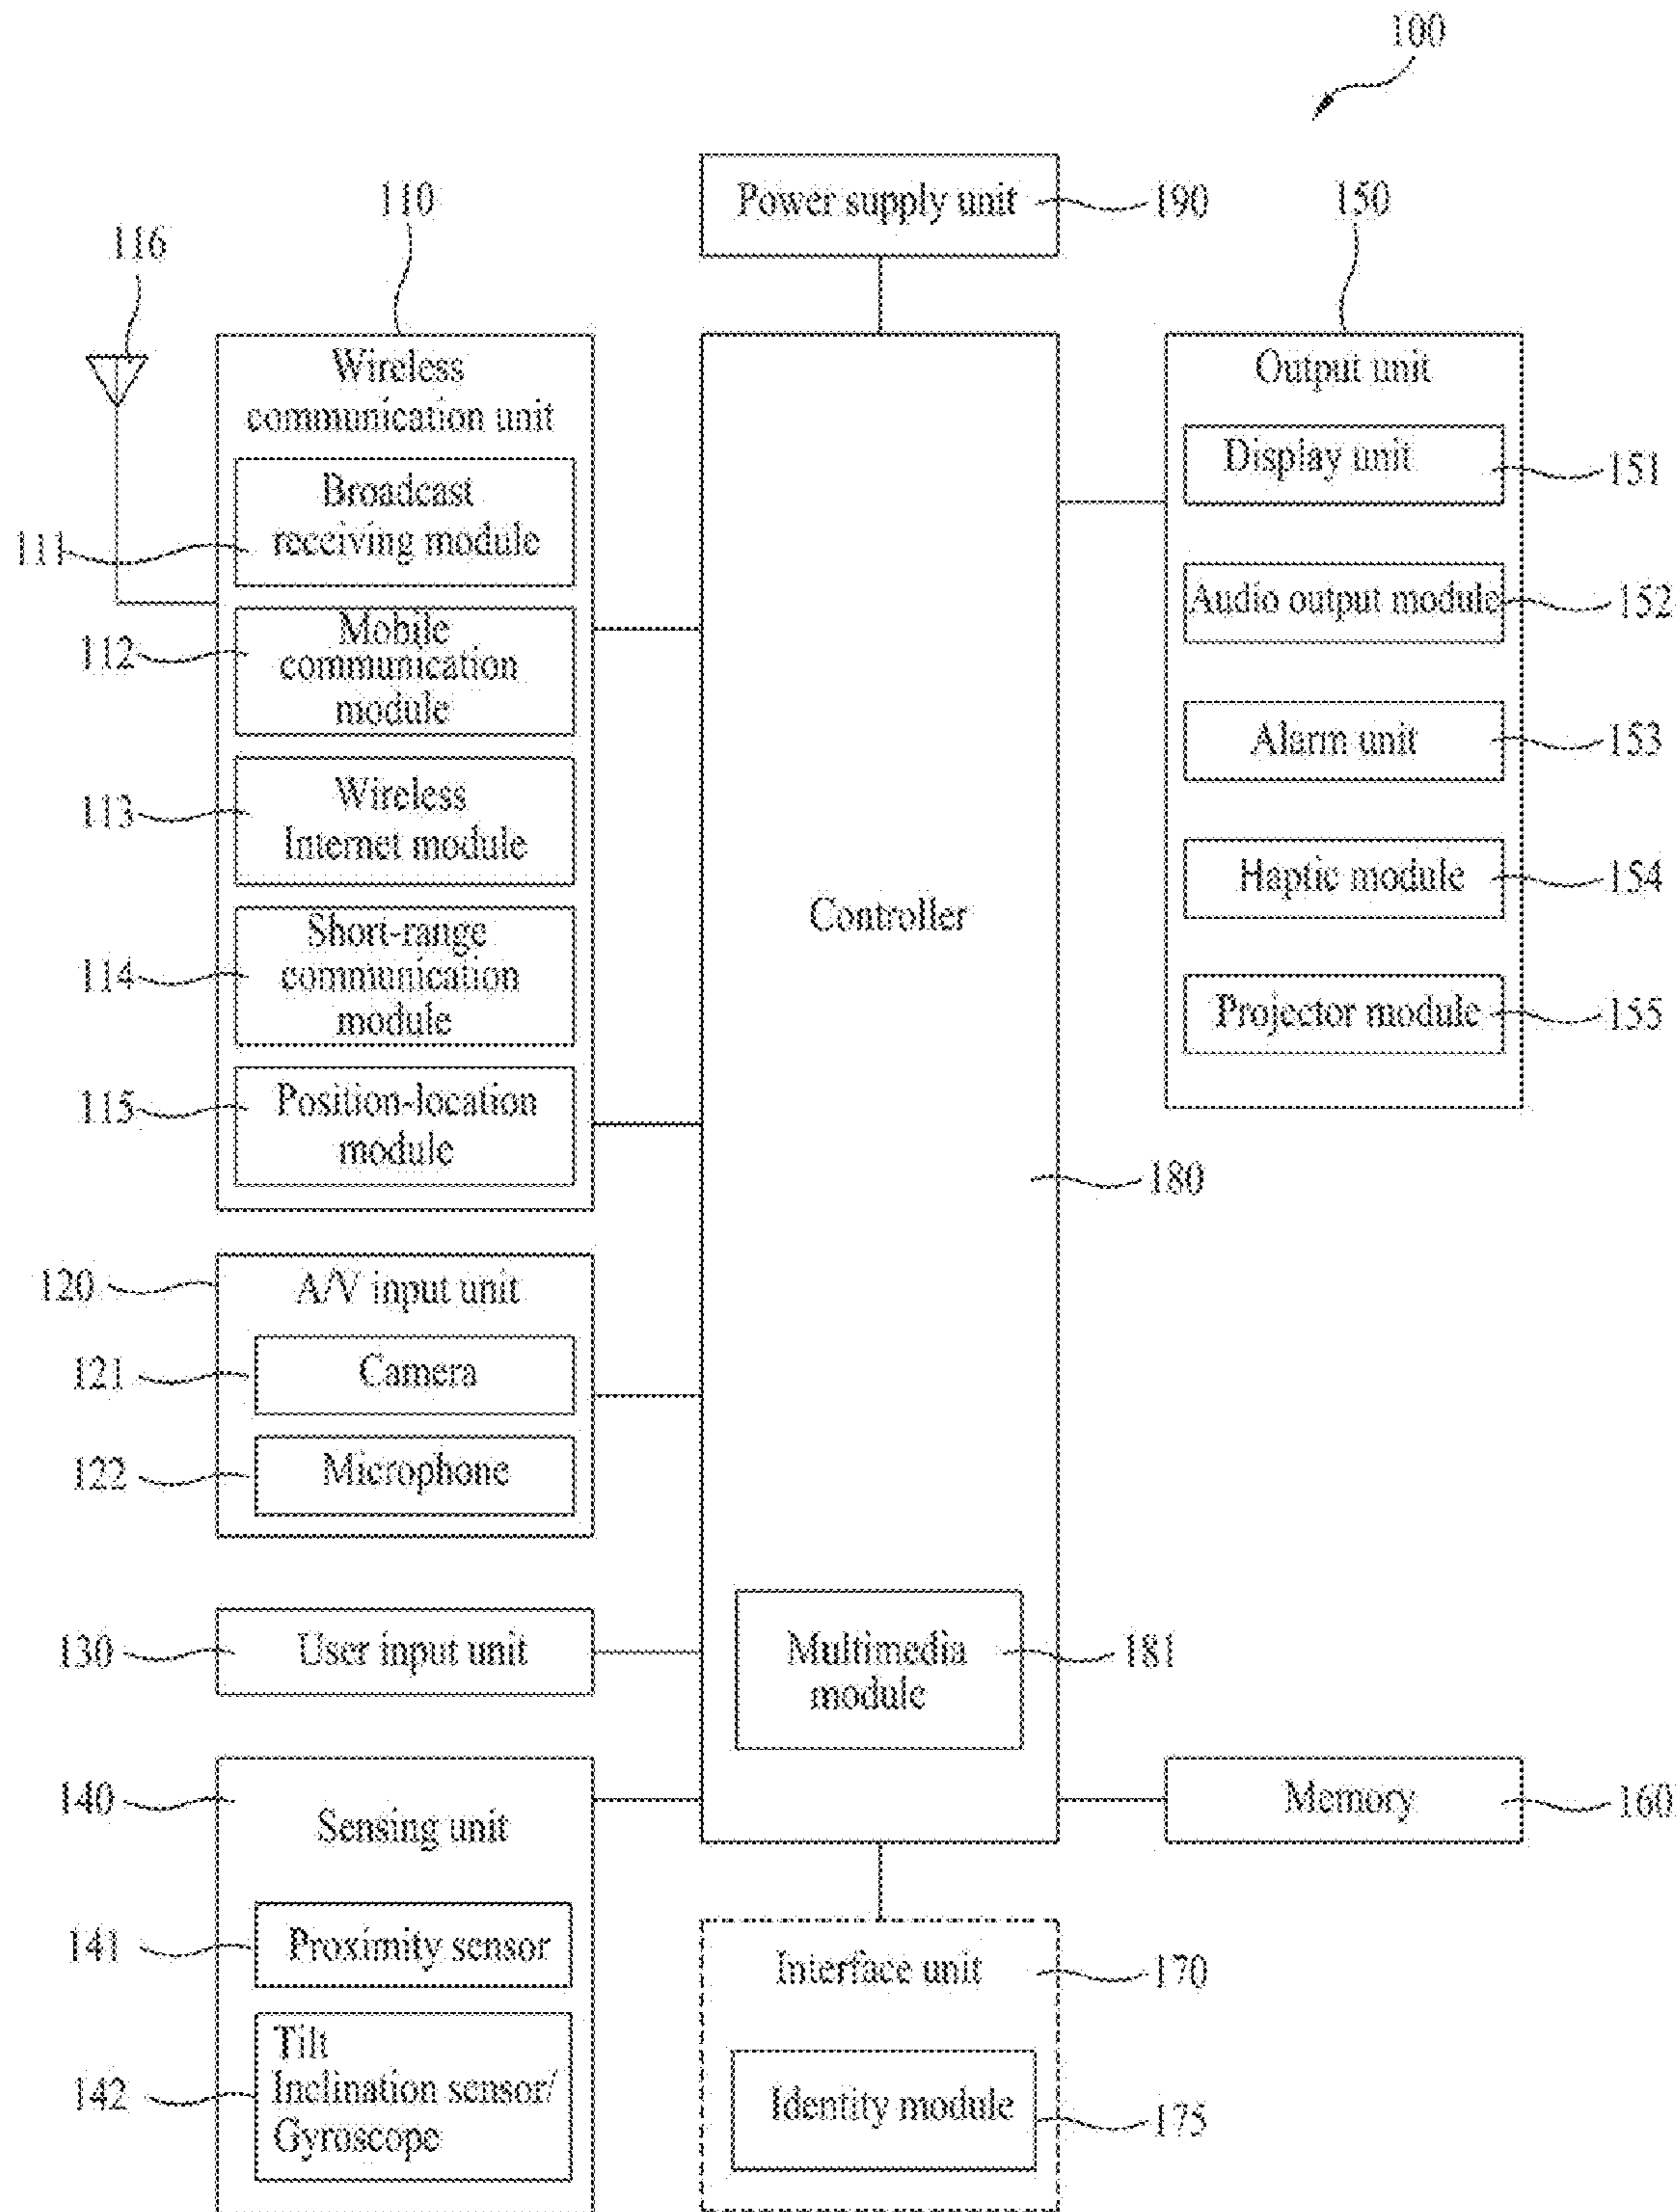 100
110
Power supply unit
190
150
116
Wireless
communication unit
Output unit
Broadcast
receiving module
111
Display unit
151
Mobile
communication
module
112
Audio output module
152
Wireless
Internet module
113
Alarm unit
153
Controller
Haptic module
154
Short-range
communication
module
114
Projector module
155
Position-location
module
115
180
120
A/V input unit
121
Camera
122
Microphone
130
User input unit
Multimedia
module
181
140
Sensing unit
Memory
160
141
Proximity sensor
Interface unit
170
142
Tilt
Inclination sensor/
Gyroscope
Identity module
175